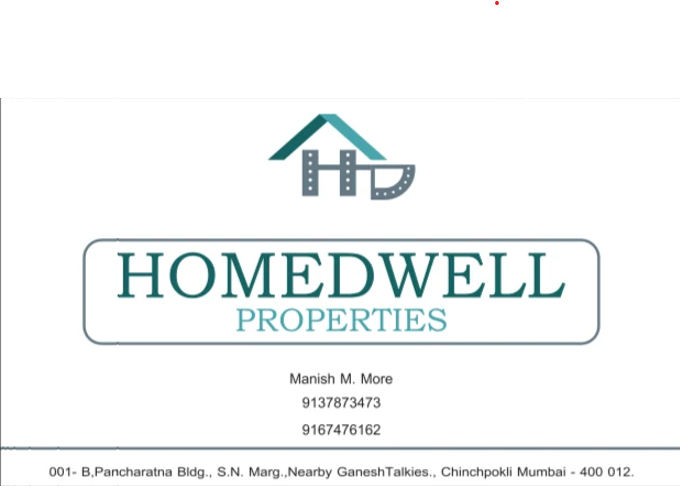 HD
HOMEDWELL
PROPERTIES
Manish M. More
9137873473
9167476162
001- B,Pancharatna Bldg., S.N. Marg.,Nearby GaneshTalkies., Chinchpokli Mumbai - 400 012.